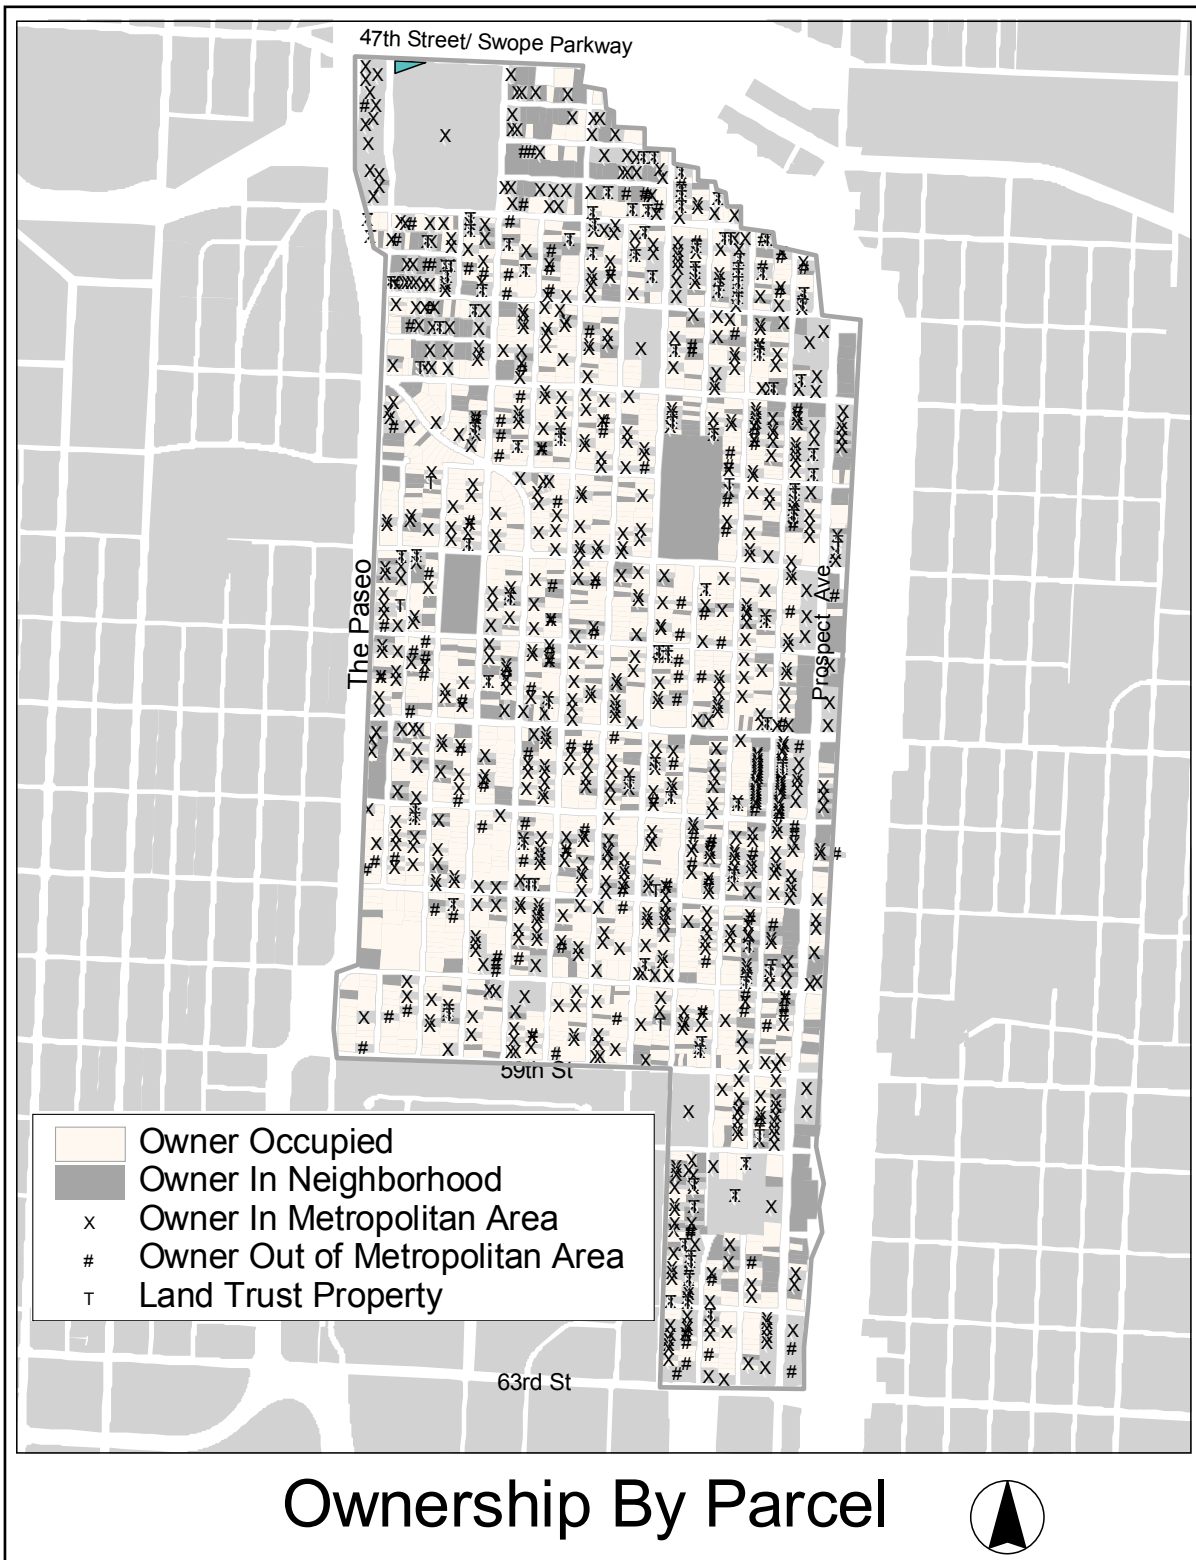 47th Street/ Swope Parkway
The Paseo
Prospect Ave
59th St
Owner Occupied
Owner In Neighborhood
X Owner In Metropolitan Area
# Owner Out of Metropolitan Area
T Land Trust Property
63rd St
Ownership By Parcel